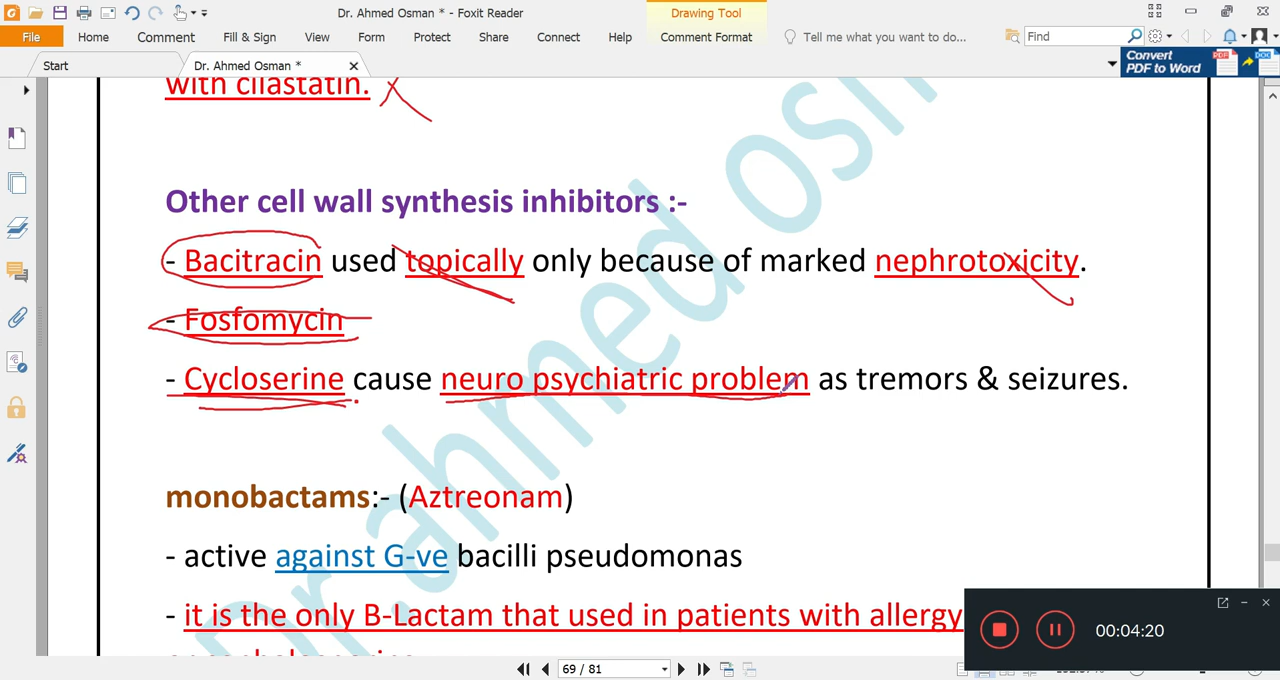 Dr. Ahmed Osman * - Foxit Reader
Drawing Tool
File Home Comment Fill & Sign View Form Protect Share Connect Help Comment Format Tell me what you want to do... Find
Start Dr. Ahmed Osman *
Convert
PDF to Word
with cilastatin.
Other cell wall synthesis inhibitors :-
- Bacitracin used topically only because of marked nephrotoxicity.
- Fosfomycin
- Cycloserine cause neuro psychiatric problem as tremors & seizures.
monobactams:- (Aztreonam)
- active against G-ve bacilli pseudomonas
- it is the only B-Lactam that used in patients with allergy
00:04:20
69 / 81
Dr. ahmed osm